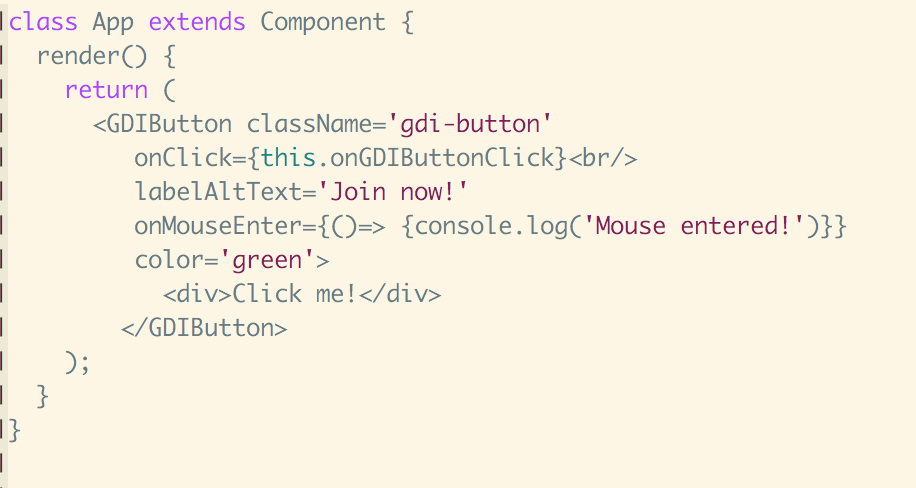 class App extends Component {
  render() {
    return (
      <GDIButton className='gdi-button'
         onClick={this.onGDIButtonClick}<br/>
         labelAltText='Join now!'
         onMouseEnter={()=> {console.log('Mouse entered!')}}
         color='green'>
           <div>Click me!</div>
        </GDIButton>
    );
  }
}